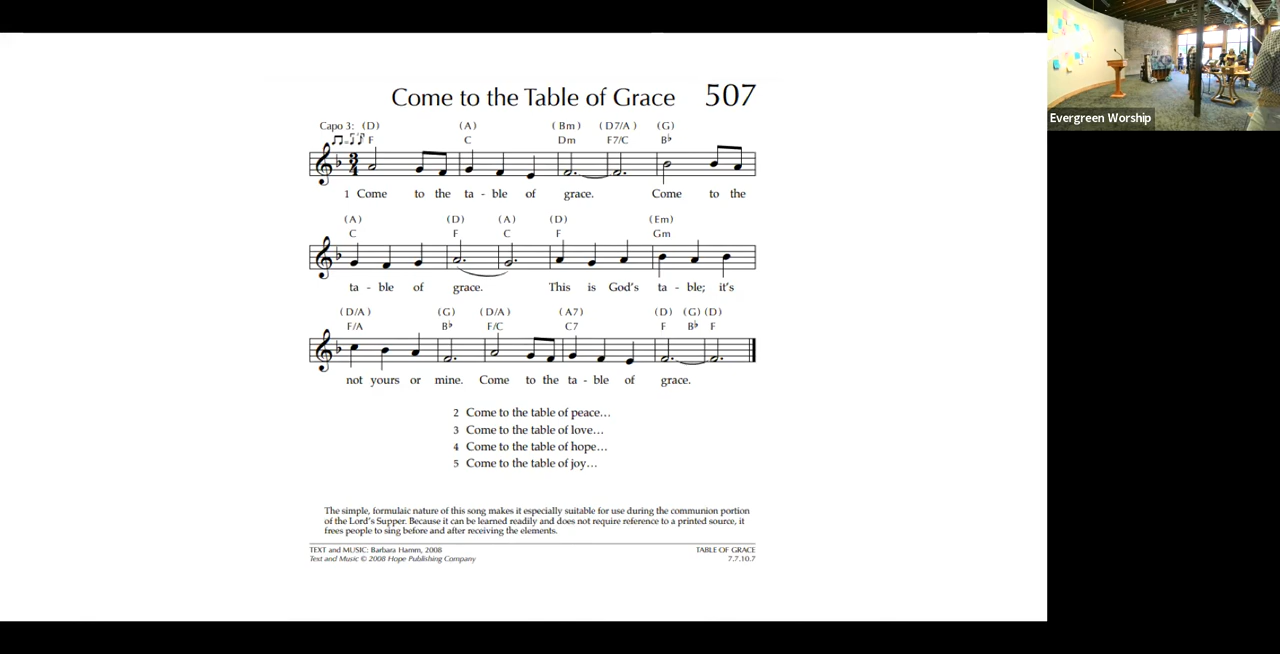 Come to the Table of Grace 507
Capo 3: (D) (A) (Bm) (D7/A) (G)
F C Dm F7/C B♭
1 Come to the ta - ble of grace. Come to the
(A) (D) (A) (D) (Em)
C F C F Gm
ta - ble of grace. This is God's ta - ble; it's
(D/A) (G) (D/A) (A7) (D) (G) (D)
F/A B♭ F/C C7 F B♭ F
not yours or mine. Come to the ta - ble of grace.
2 Come to the table of peace…
3 Come to the table of love…
4 Come to the table of hope…
5 Come to the table of joy…
The simple, formulaic nature of this song makes it especially suitable for use during the communion portion
of the Lord's Supper. Because it can be learned readily and does not require reference to a printed source, it
frees people to sing before and after receiving the elements.
TEXT and MUSIC: Barbara Hamm, 2008 TABLE OF GRACE
Text and Music © 2008 Hope Publishing Company 7.7.10.7
Evergreen Worship